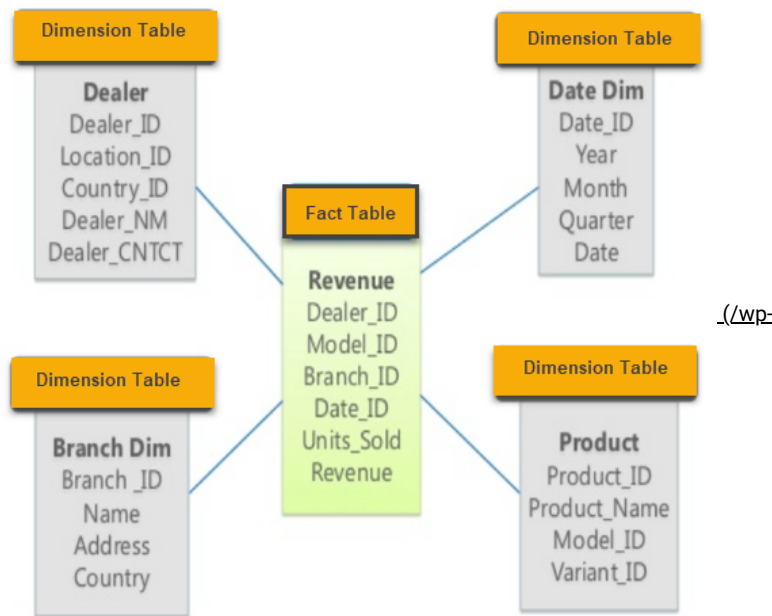 Dimension Table
Dealer
Dealer_ID
Location_ID
Country_ID
Dealer_NM
Dealer_CNTCT
Dimension Table
Date Dim
Date_ID
Year
Month
Quarter
Date
Fact Table
Revenue
Dealer_ID
Model_ID
Branch_ID
Date_ID
Units_Sold
Revenue
(/wp-
Dimension Table
Branch Dim
Branch _ID
Name
Address
Country
Dimension Table
Product
Product_ID
Product_Name
Model_ID
Variant_ID